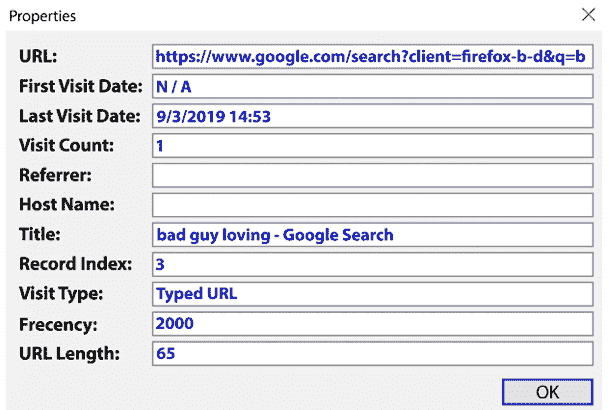 Properties
URL: https://www.google.com/search?client=firefox-b-d&q=b
First Visit Date: N / A
Last Visit Date: 9/3/2019 14:53
Visit Count: 1
Referrer:
Host Name:
Title: bad guy loving - Google Search
Record Index: 3
Visit Type: Typed URL
Frecency: 2000
URL Length: 65
OK